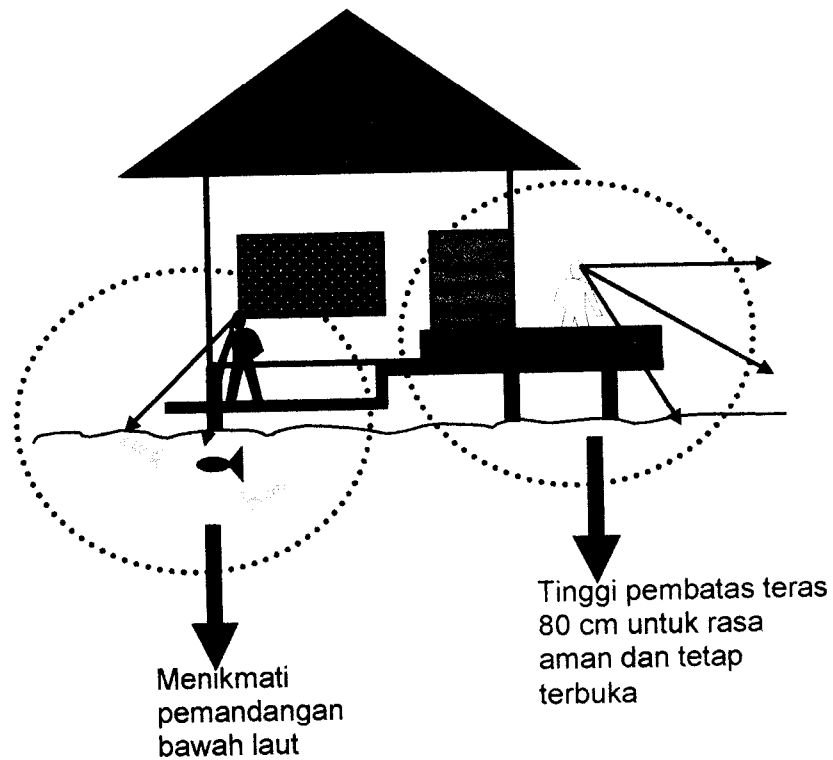 Menikmati
pemandangan
bawah laut
Tinggi pembatas teras
80 cm untuk rasa
aman dan tetap
terbuka